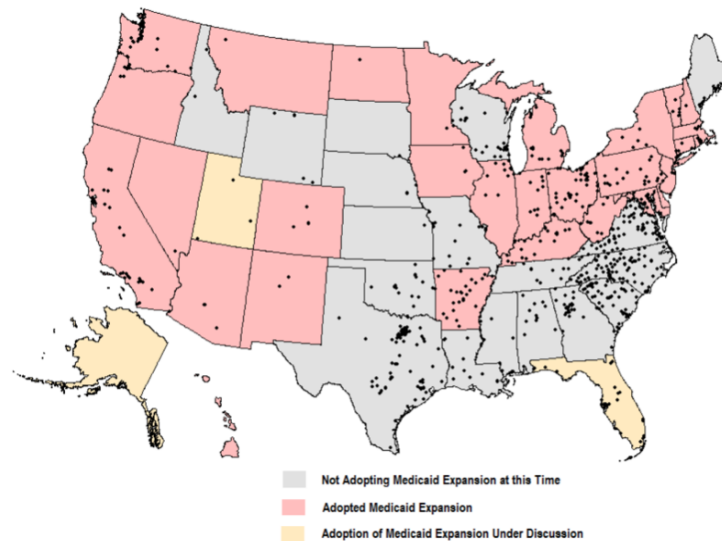 Not Adopting Medicaid Expansion at this Time
Adopted Medicaid Expansion
Adoption of Medicaid Expansion Under Discussion